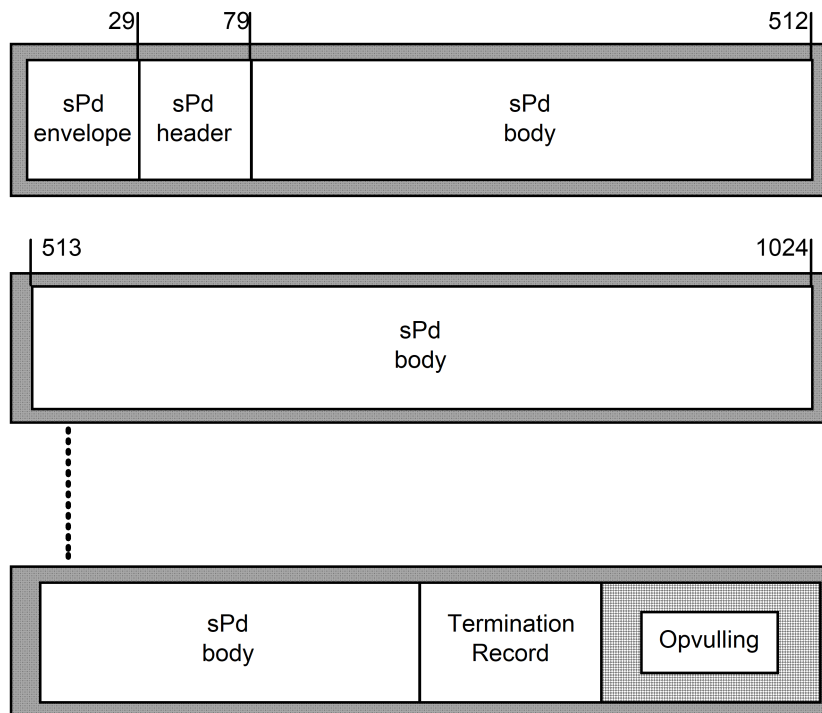 29 79 512
sPd
envelope
sPd
header
sPd
body
513 1024
sPd
body
sPd
body
Termination
Record
Opvulling